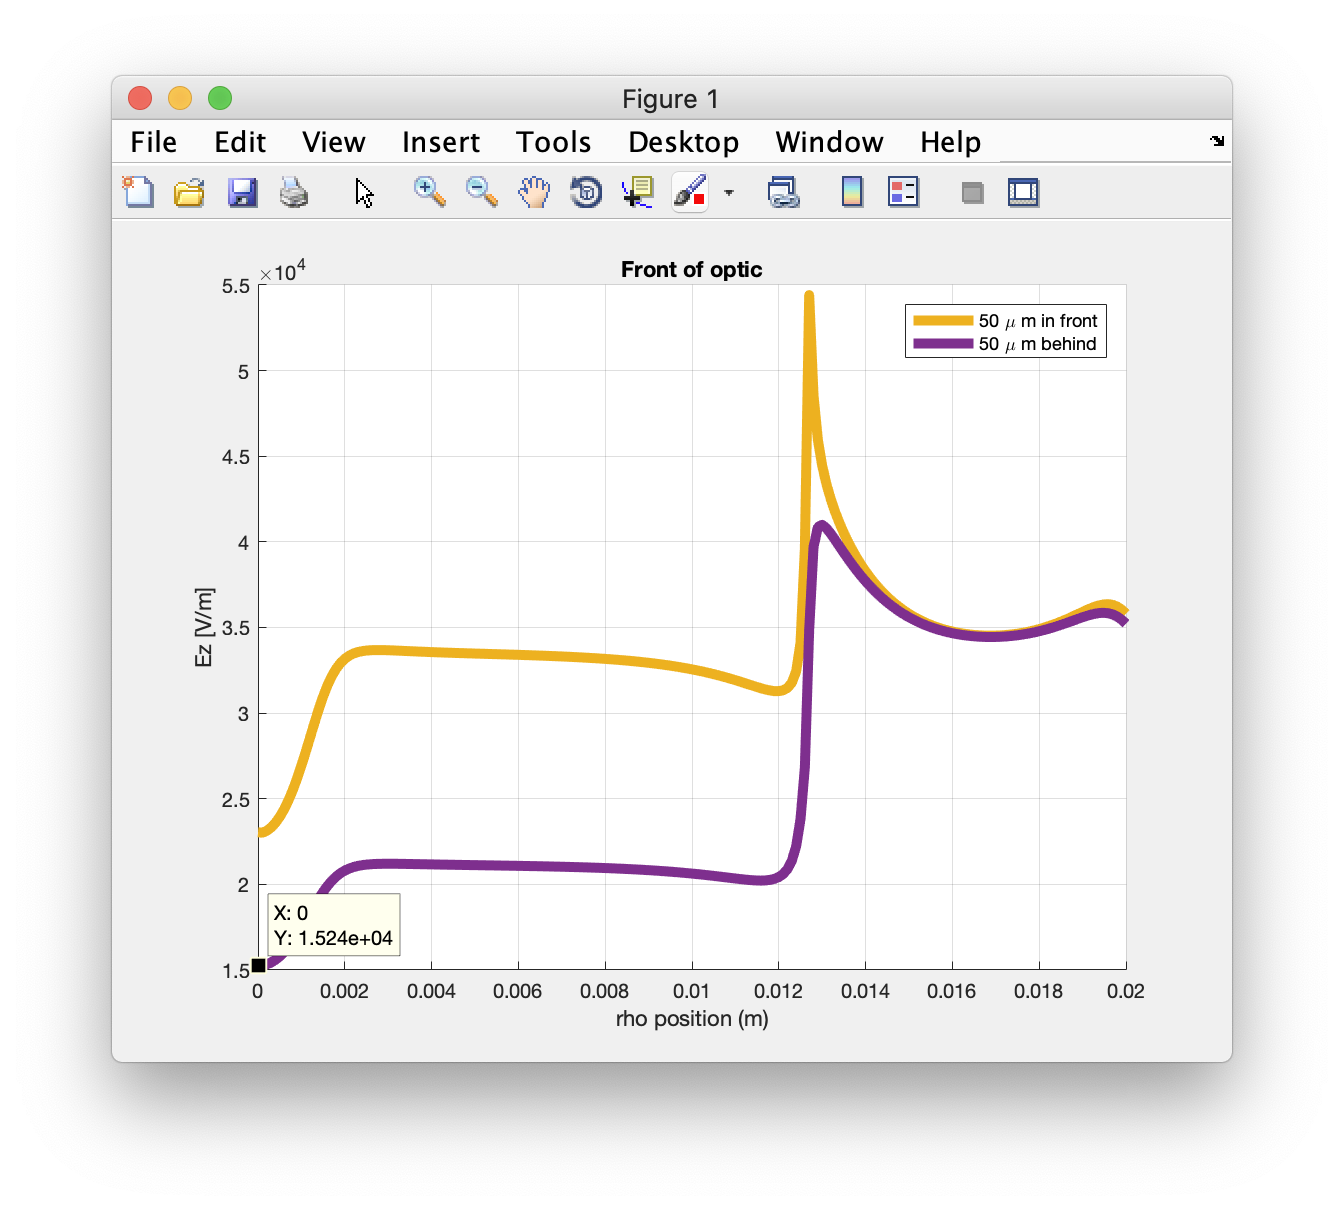 Figure 1
File Edit View Insert Tools Desktop Window Help
Front of optic
×10^4
5.5
5
4.5
4
3.5
3
2.5
2
1.5
Ez [V/m]
50 μ m in front
50 μ m behind
X: 0
Y: 1.524e+04
0 0.002 0.004 0.006 0.008 0.01 0.012 0.014 0.016 0.018 0.02
rho position (m)